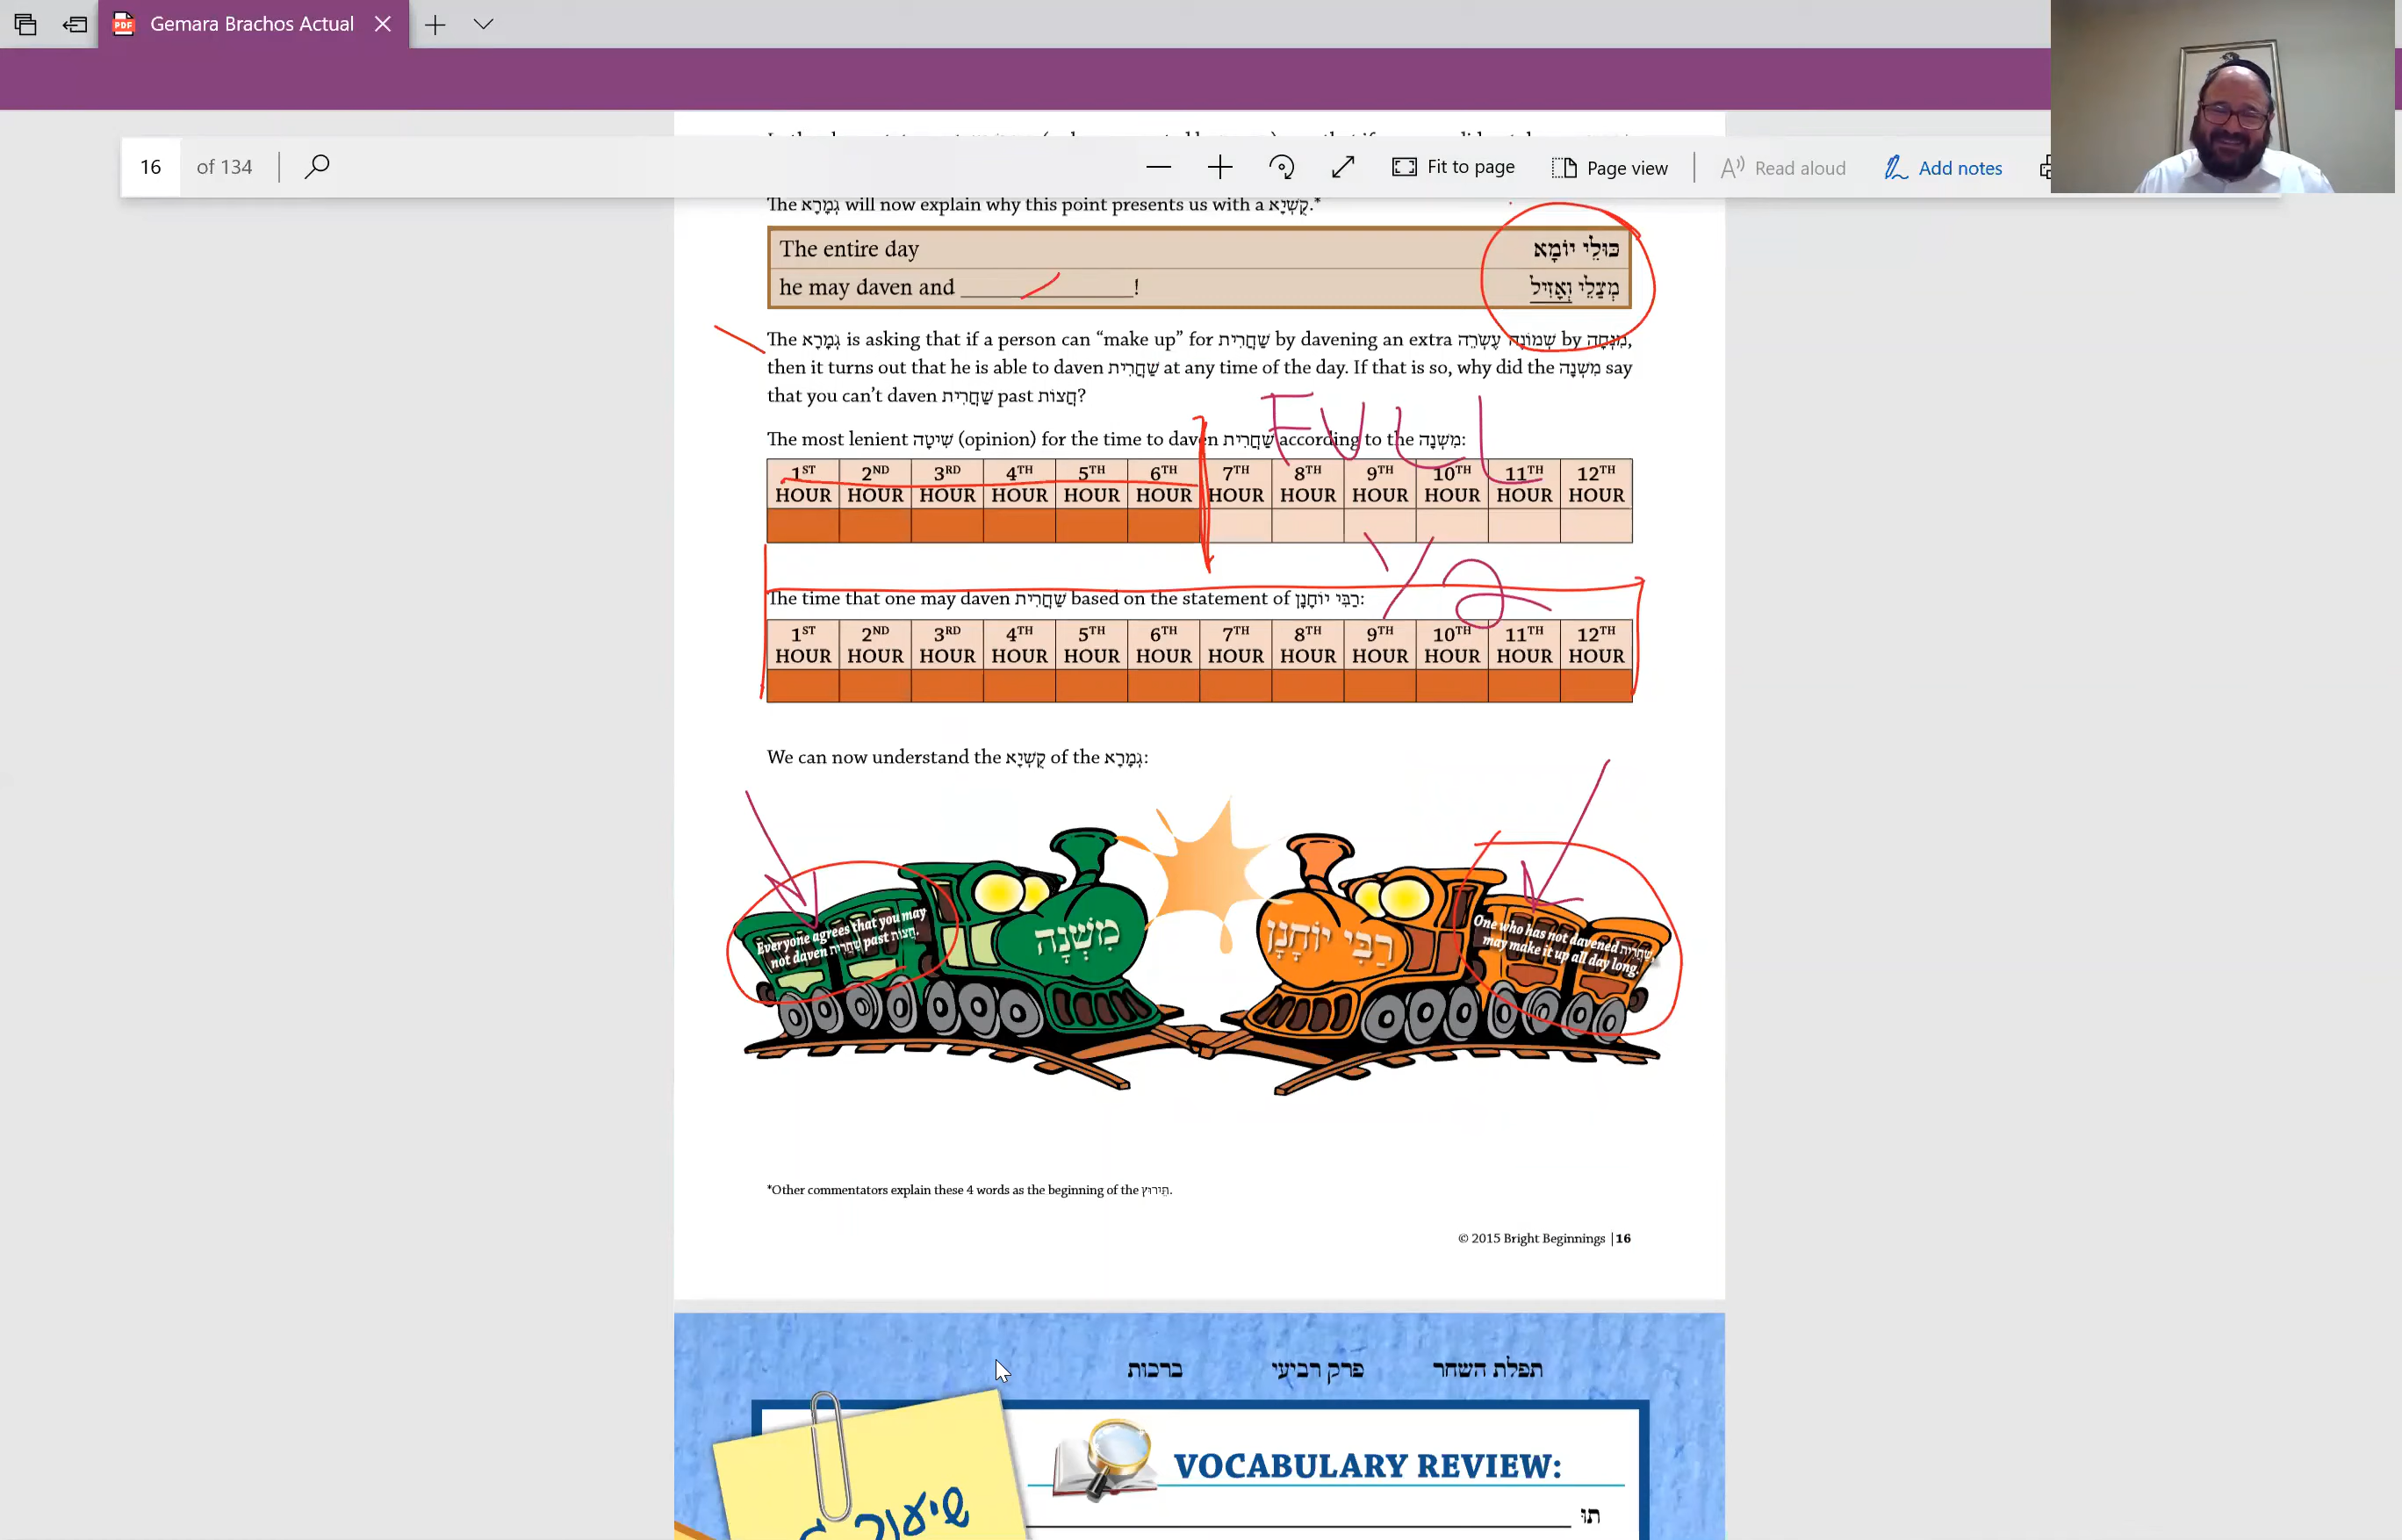 Gemara Brachos Actual
16 of 134
Fit to page
Page view
Read aloud
Add notes
The גְּמָרָא will now explain why this point presents us with a קֻשְׁיָא.*
The entire day כּוּלֵי יוֹמָא
he may daven and ____________! מְצַלֵּי וְאָזִיל
The גְּמָרָא is asking that if a person can “make up” for שַׁחֲרִית by davening an extra שְׁמוֹנֶה עֶשְׂרֵה by מִנְחָה,
then it turns out that he is able to daven שַׁחֲרִית at any time of the day. If that is so, why did the מִשְׁנָה say
that you can’t daven שַׁחֲרִית past חֲצוֹת?
FULL
The most lenient שִׁיטָה (opinion) for the time to daven שַׁחֲרִית according to the מִשְׁנָה:
1ST HOUR 2ND HOUR 3RD HOUR 4TH HOUR 5TH HOUR 6TH HOUR 7TH HOUR 8TH HOUR 9TH HOUR 10TH HOUR 11TH HOUR 12TH HOUR
1/2
The time that one may daven שַׁחֲרִית based on the statement of רַבִּי יוֹחָנָן:
1ST HOUR 2ND HOUR 3RD HOUR 4TH HOUR 5TH HOUR 6TH HOUR 7TH HOUR 8TH HOUR 9TH HOUR 10TH HOUR 11TH HOUR 12TH HOUR
We can now understand the קֻשְׁיָא of the גְּמָרָא:
Everyone agrees that you may
not daven שַׁחֲרִית past חֲצוֹת.
מִשְׁנָה
רַבִּי יוֹחָנָן
One who has not davened שַׁחֲרִית,
may make it up all day long.
*Other commentators explain these 4 words as the beginning of the תֵּירוּץ.
© 2015 Bright Beginnings |16
תפלת השחר פרק רביעי ברכות
VOCABULARY REVIEW:
שיעור
תוּ